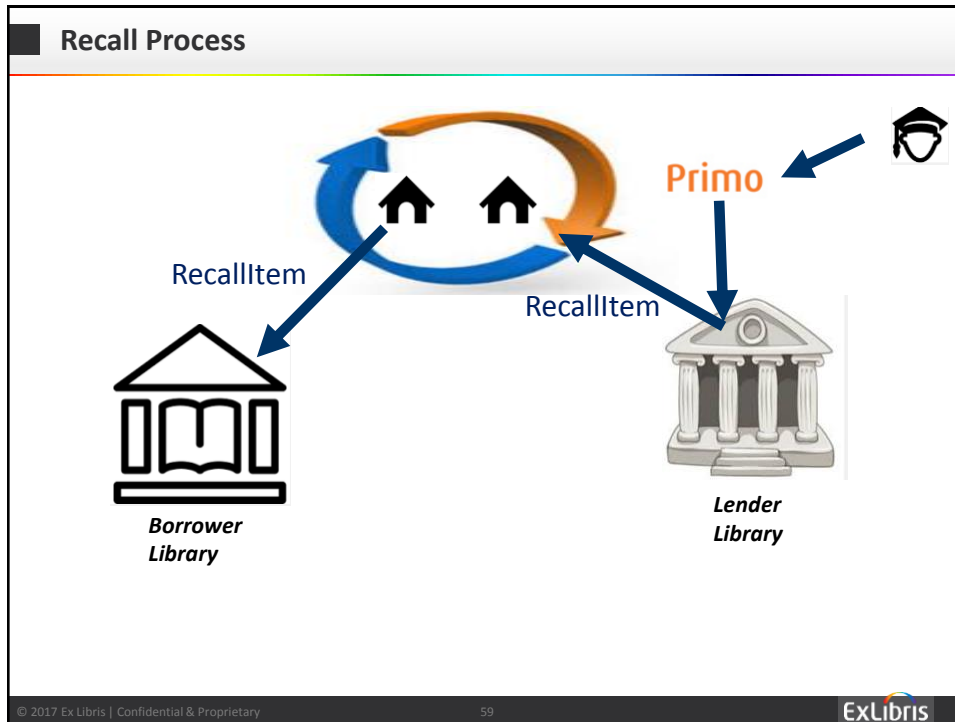 Recall Process
Primo
RecallItem
RecallItem
Borrower
Library
Lender
Library
© 2017 Ex Libris | Confidential & Proprietary
59
ExLibris